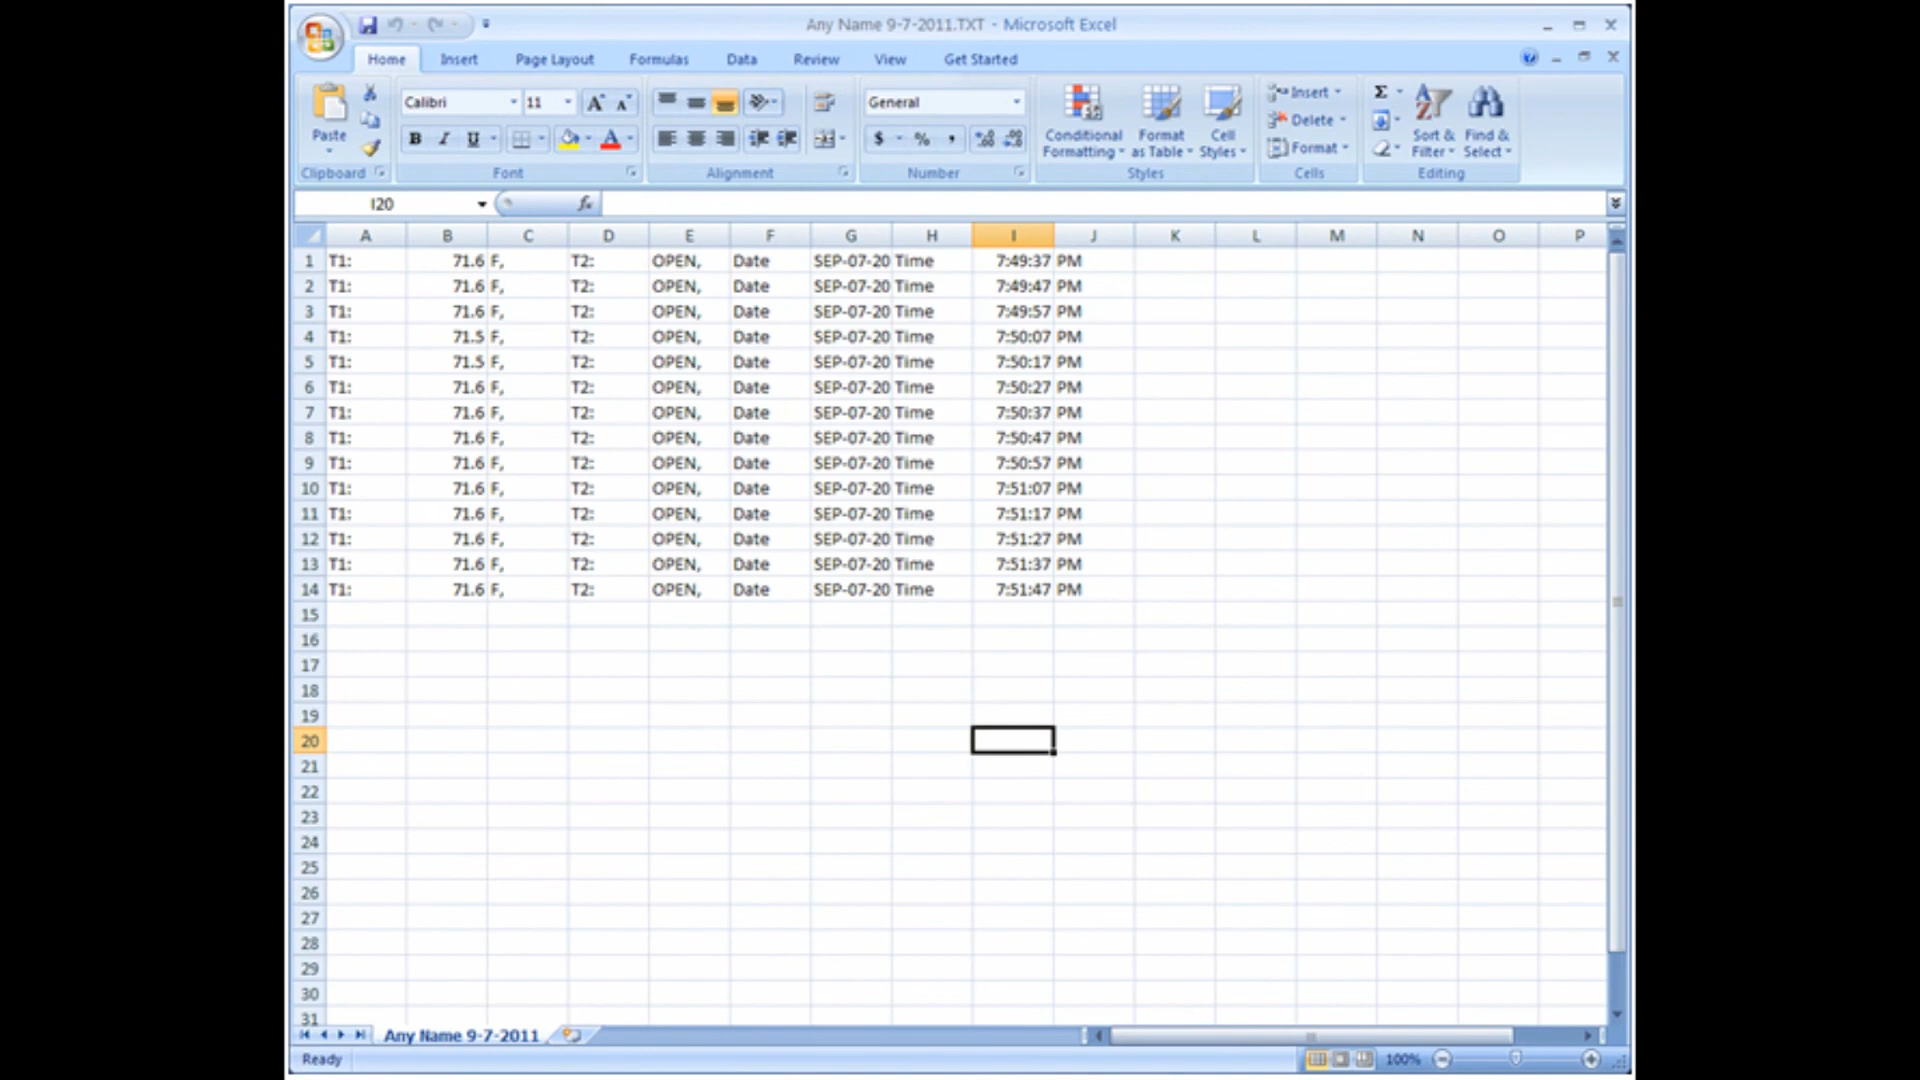 Any Name 9-7-2011.TXT - Microsoft Excel
Home Insert Page Layout Formulas Data Review View Get Started
Paste
Calibri 11 A A
General
Conditional Formatting
Format as Table
Cell Styles
Insert
Delete
Format
Σ
Sort & Filter
Find & Select
B I U A
$ % ,
Clipboard Font Alignment Number Styles Cells Editing
I20 fx
A B C D E F G H I J K L M N O P
1 T1: 71.6 F, T2: OPEN, Date SEP-07-20 Time 7:49:37 PM
2 T1: 71.6 F, T2: OPEN, Date SEP-07-20 Time 7:49:47 PM
3 T1: 71.6 F, T2: OPEN, Date SEP-07-20 Time 7:49:57 PM
4 T1: 71.5 F, T2: OPEN, Date SEP-07-20 Time 7:50:07 PM
5 T1: 71.5 F, T2: OPEN, Date SEP-07-20 Time 7:50:17 PM
6 T1: 71.6 F, T2: OPEN, Date SEP-07-20 Time 7:50:27 PM
7 T1: 71.6 F, T2: OPEN, Date SEP-07-20 Time 7:50:37 PM
8 T1: 71.6 F, T2: OPEN, Date SEP-07-20 Time 7:50:47 PM
9 T1: 71.6 F, T2: OPEN, Date SEP-07-20 Time 7:50:57 PM
10 T1: 71.6 F, T2: OPEN, Date SEP-07-20 Time 7:51:07 PM
11 T1: 71.6 F, T2: OPEN, Date SEP-07-20 Time 7:51:17 PM
12 T1: 71.6 F, T2: OPEN, Date SEP-07-20 Time 7:51:27 PM
13 T1: 71.6 F, T2: OPEN, Date SEP-07-20 Time 7:51:37 PM
14 T1: 71.6 F, T2: OPEN, Date SEP-07-20 Time 7:51:47 PM
15
16
17
18
19
20
21
22
23
24
25
26
27
28
29
30
31
Any Name 9-7-2011
Ready 100%